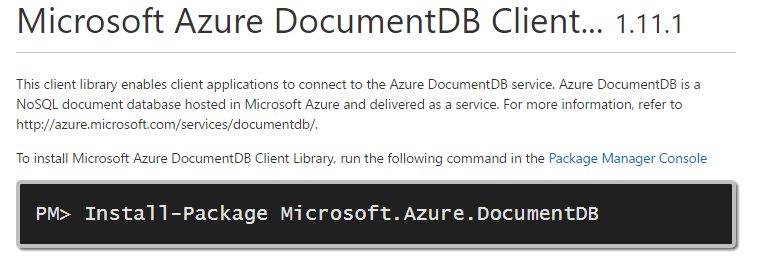 Microsoft Azure DocumentDB Client... 1.11.1
This client library enables client applications to connect to the Azure DocumentDB service. Azure DocumentDB is a
NoSQL document database hosted in Microsoft Azure and delivered as a service. For more information, refer to
http://azure.microsoft.com/services/documentdb/.
To install Microsoft Azure DocumentDB Client Library, run the following command in the Package Manager Console
PM> Install-Package Microsoft.Azure.DocumentDB